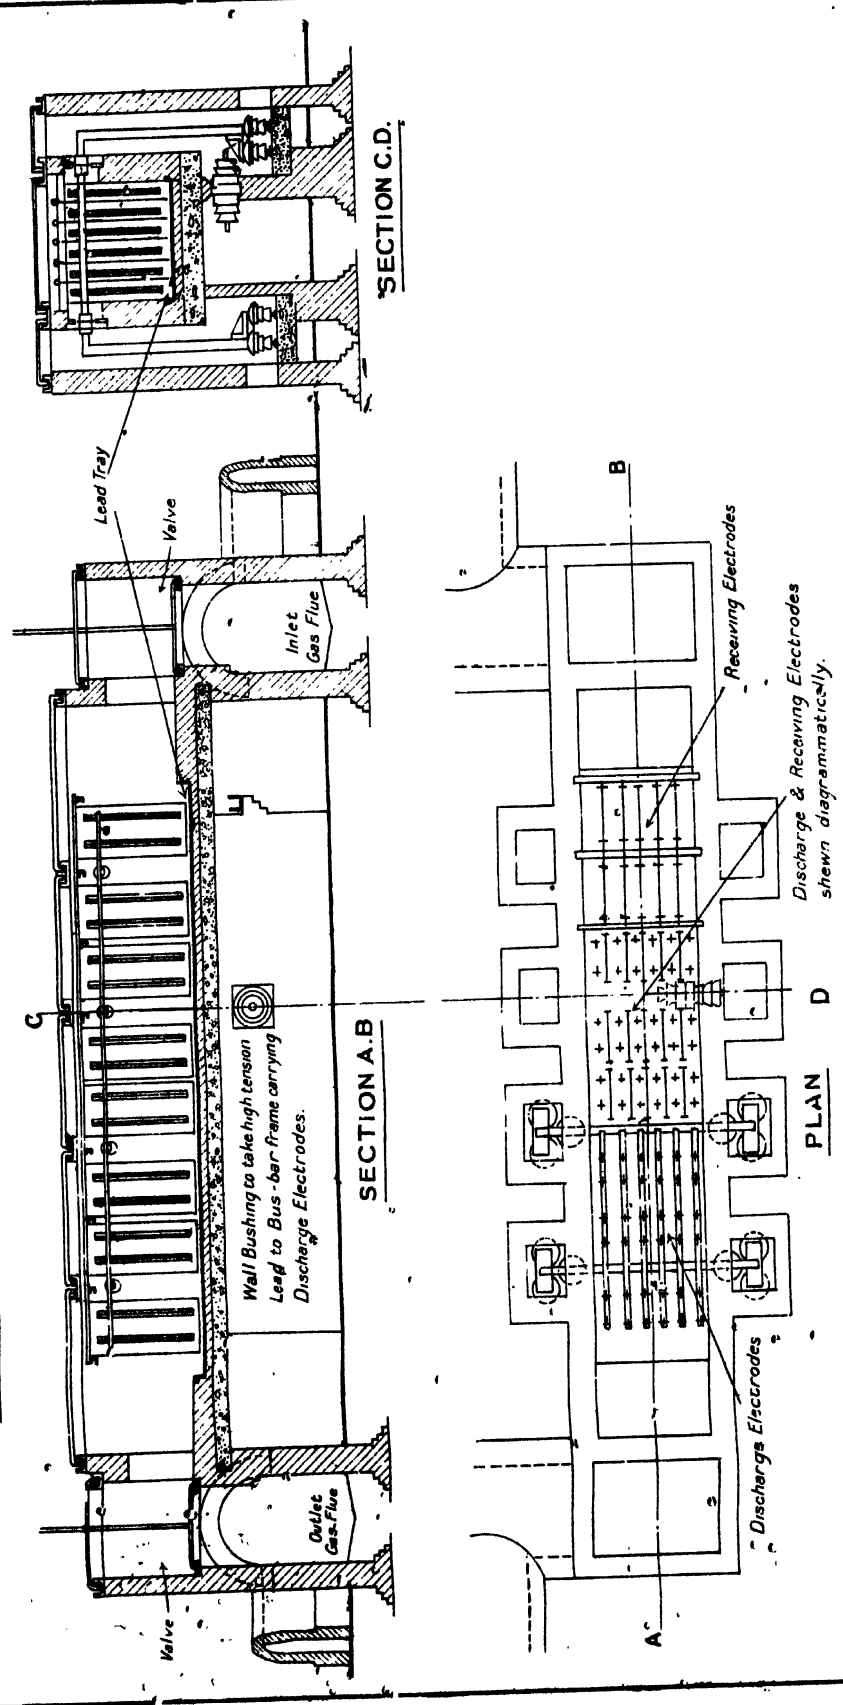 Valve
Outlet
Gas-Flue
Wall Bushing to take high tension
Lead to Bus-bar frame carrying
Discharge Electrodes.
C
SECTION A.B
Inlet
Gas Flue
Valve
Lead Tray
SECTION C.D.
A
Discharge Electrodes
PLAN
D
Discharge & Receiving Electrodes
shewn diagrammatically.
Receiving Electrodes
B